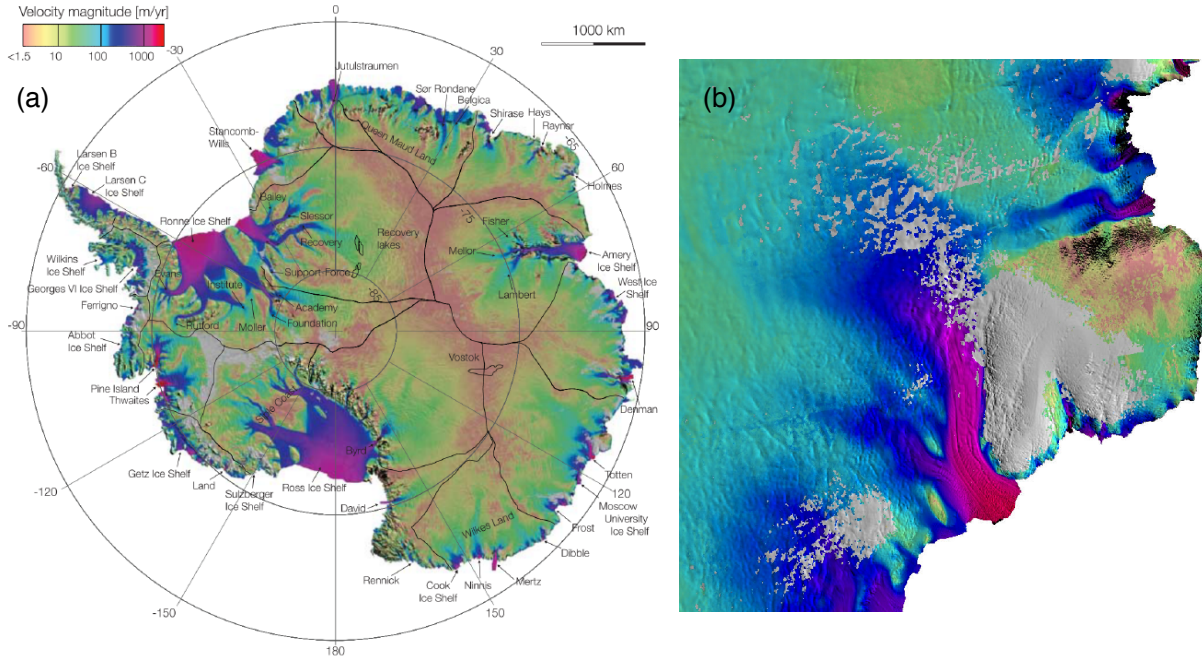 Velocity magnitude [m/yr]
<1.5 10 100 1000
(a)
1000 km
0
30
60
90
120
150
180
-150
-120
-90
-60
-30
-65
-75
-85
Jutulstraumen
Sør Rondane
Belgica
Shirase
Hays
Rayner
Queen Maud Land
Holmes
Stancomb-
Wills
Larsen B
Ice Shelf
Larsen C
Ice Shelf
Bailey
Slessor
Ronne Ice Shelf
Recovery
Recovery
lakes
Fisher
Mellor
Amery
Ice Shelf
Wilkins
Ice Shelf
Evans
Support-Force
Lambert
West Ice
Shelf
Georges VI Ice Shelf
Institute
Academy
Ferrigno
Rutford
Moller
Foundation
Abbot
Ice Shelf
Vostok
Pine Island
Thwaites
Denman
Byrd
Getz Ice Shelf
Land
Sulzberger
Ice Shelf
Ross Ice Shelf
David
Totten
Moscow
University
Ice Shelf
Wilkes Land
Frost
Dibble
Rennick
Cook
Ice Shelf
Ninnis
Mertz
(b)